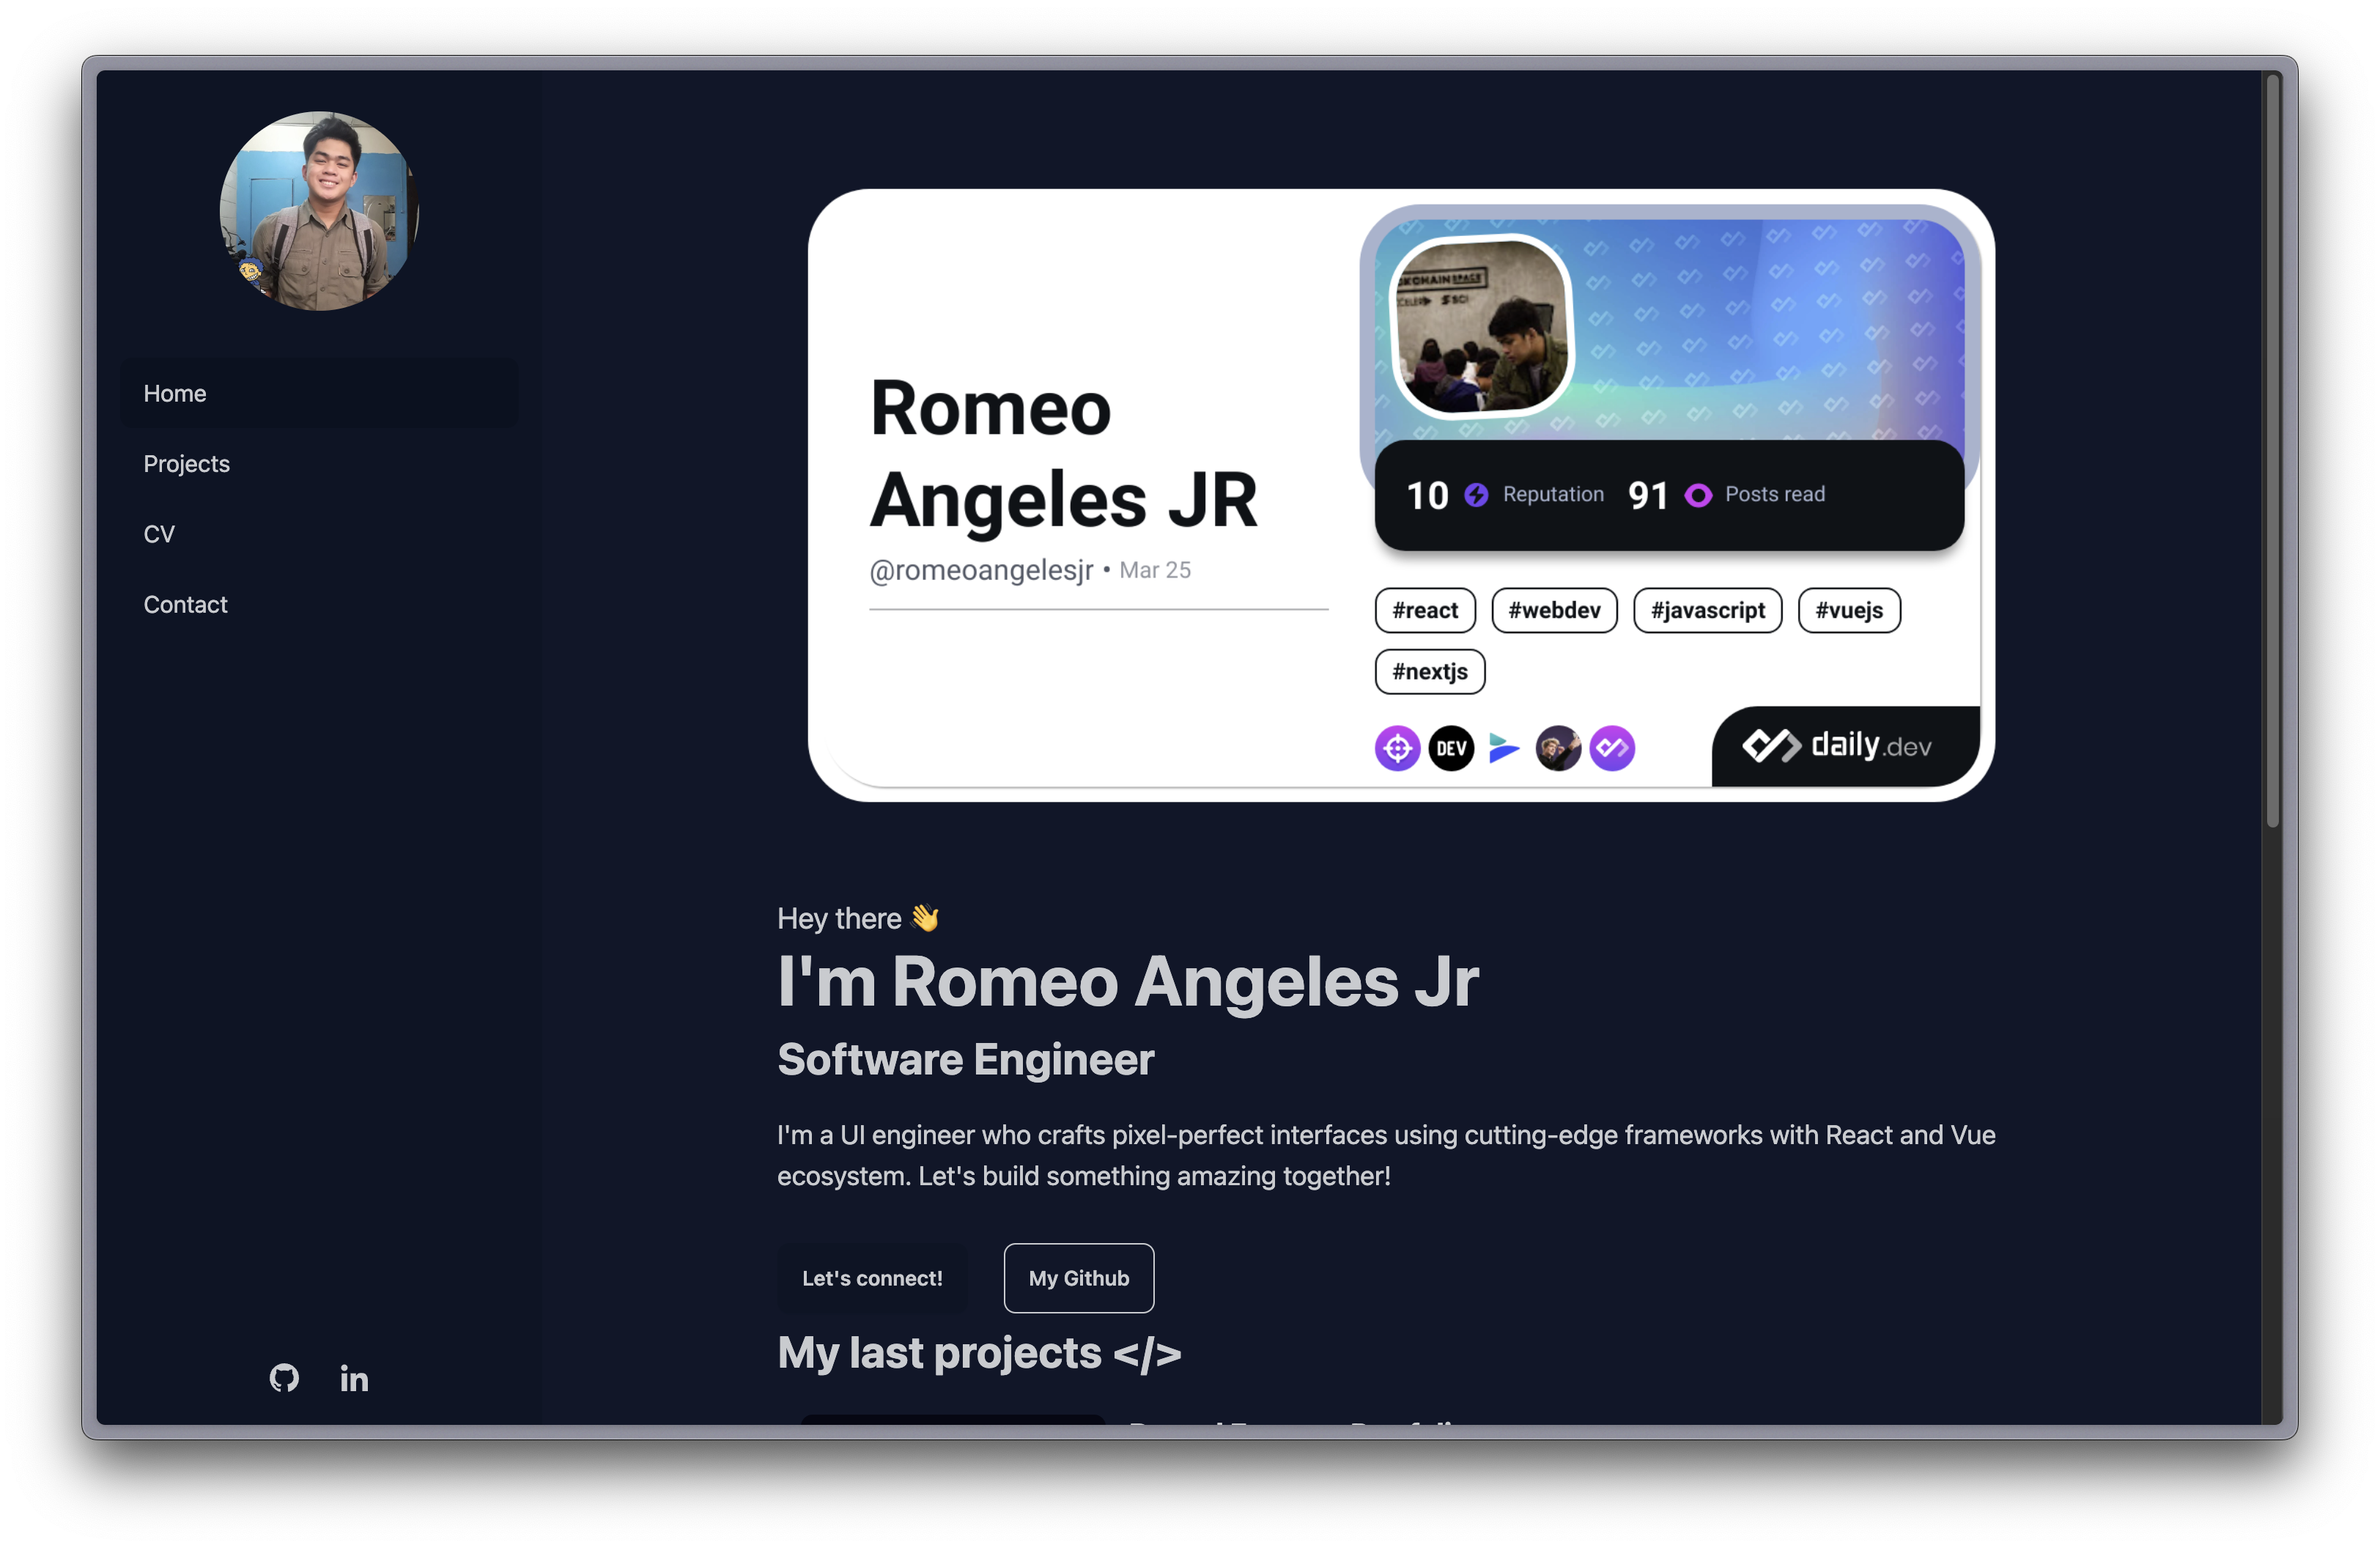 Home
Projects
CV
Contact
Romeo
Angeles JR
@romeoangelesjr • Mar 25
10 Reputation 91 Posts read
#react #webdev #javascript #vuejs
#nextjs
DEV
daily.dev
Hey there 👋
I'm Romeo Angeles Jr
Software Engineer
I'm a UI engineer who crafts pixel-perfect interfaces using cutting-edge frameworks with React and Vue
ecosystem. Let's build something amazing together!
Let's connect! My Github
My last projects </>
in